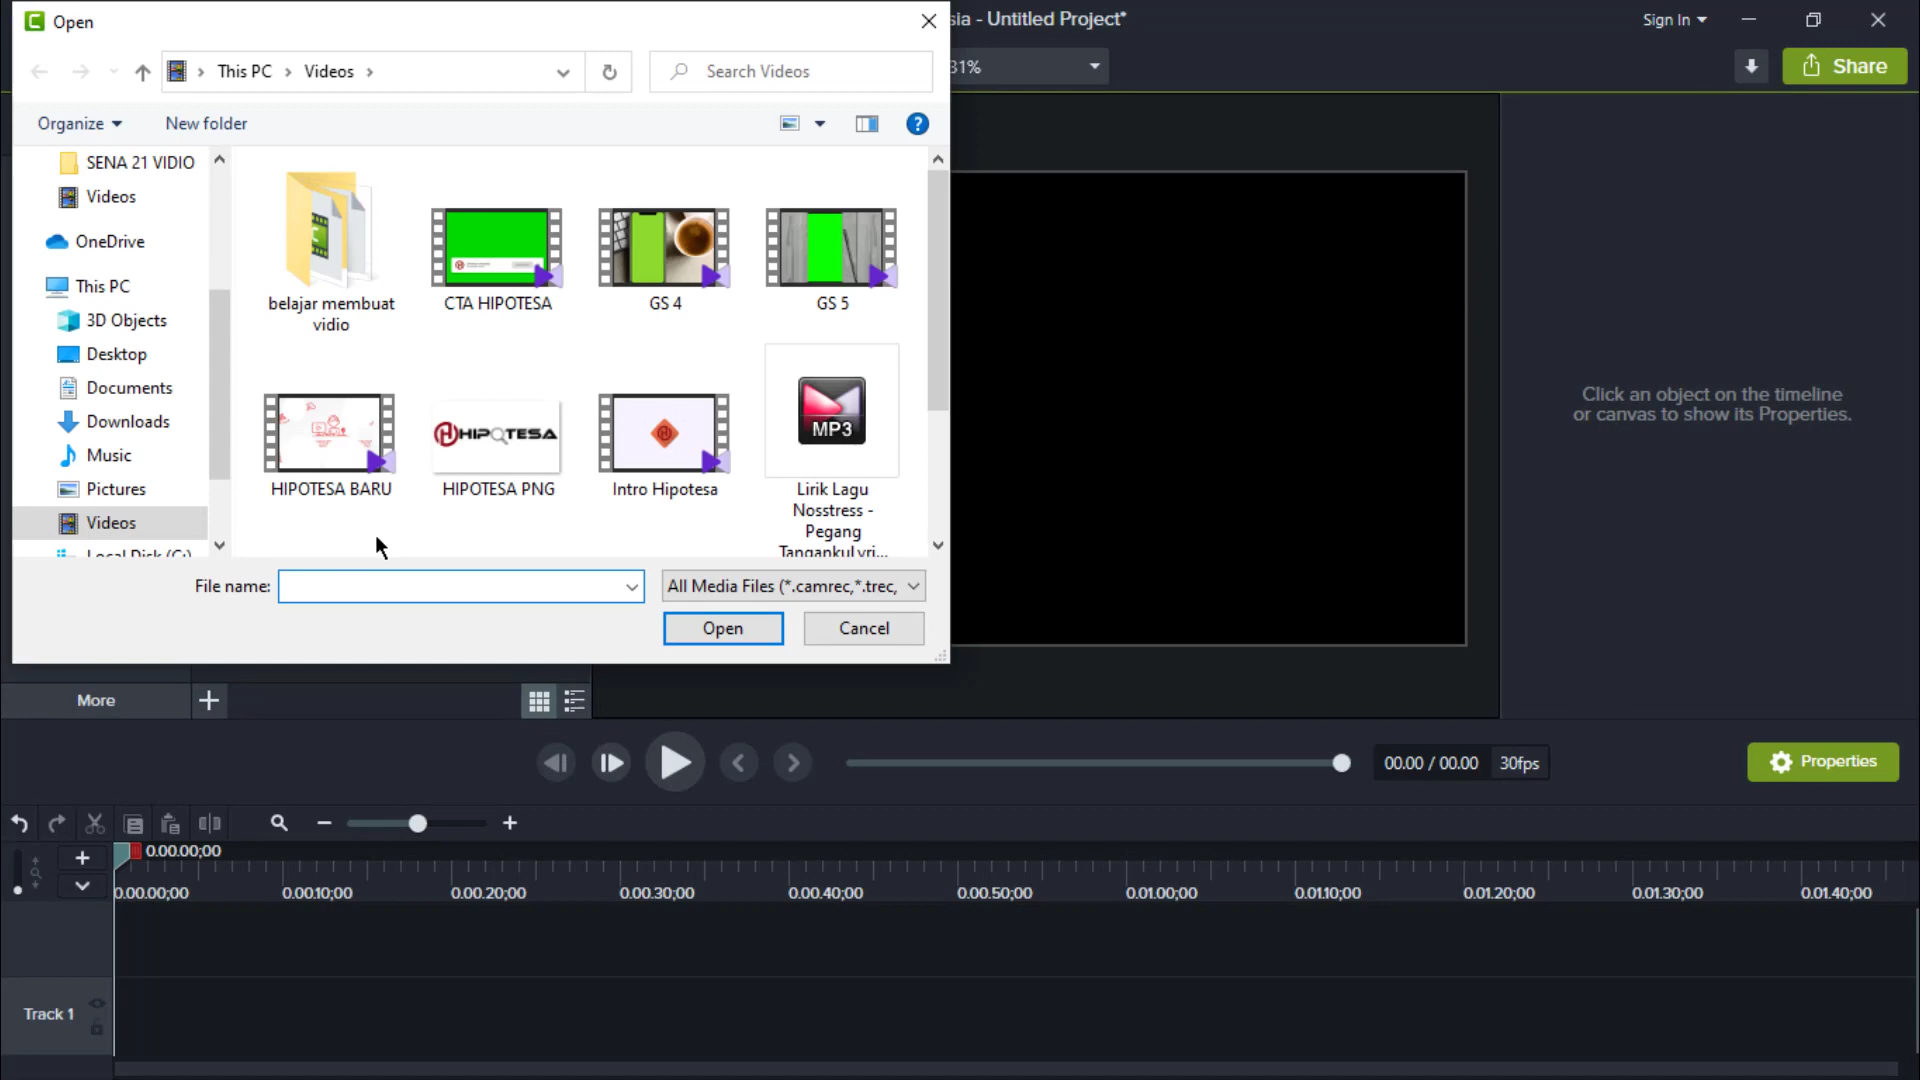 Open
sia - Untitled Project*
Sign In
This PC
Videos
Search Videos
31%
Share
Organize
New folder
SENA 21 VIDIO
Videos
OneDrive
This PC
3D Objects
Desktop
Documents
Downloads
Music
Pictures
Videos
Local Disk (C:)
belajar membuat
vidio
CTA HIPOTESA
GS 4
GS 5
HIPOTESA
MP3
HIPOTESA BARU
HIPOTESA PNG
Intro Hipotesa
Lirik Lagu
Nosstress -
Pegang
TangankuLyri...
Click an object on the timeline
or canvas to show its Properties.
File name:
All Media Files (*.camrec,*.trec,
Open
Cancel
More
00.00 / 00.00
30fps
Properties
0.00.00;00
0.00.00;00
0.00.10;00
0.00.20;00
0.00.30;00
0.00.40;00
0.00.50;00
0.01.00;00
0.01.10;00
0.01.20;00
0.01.30;00
0.01.40;00
Track 1